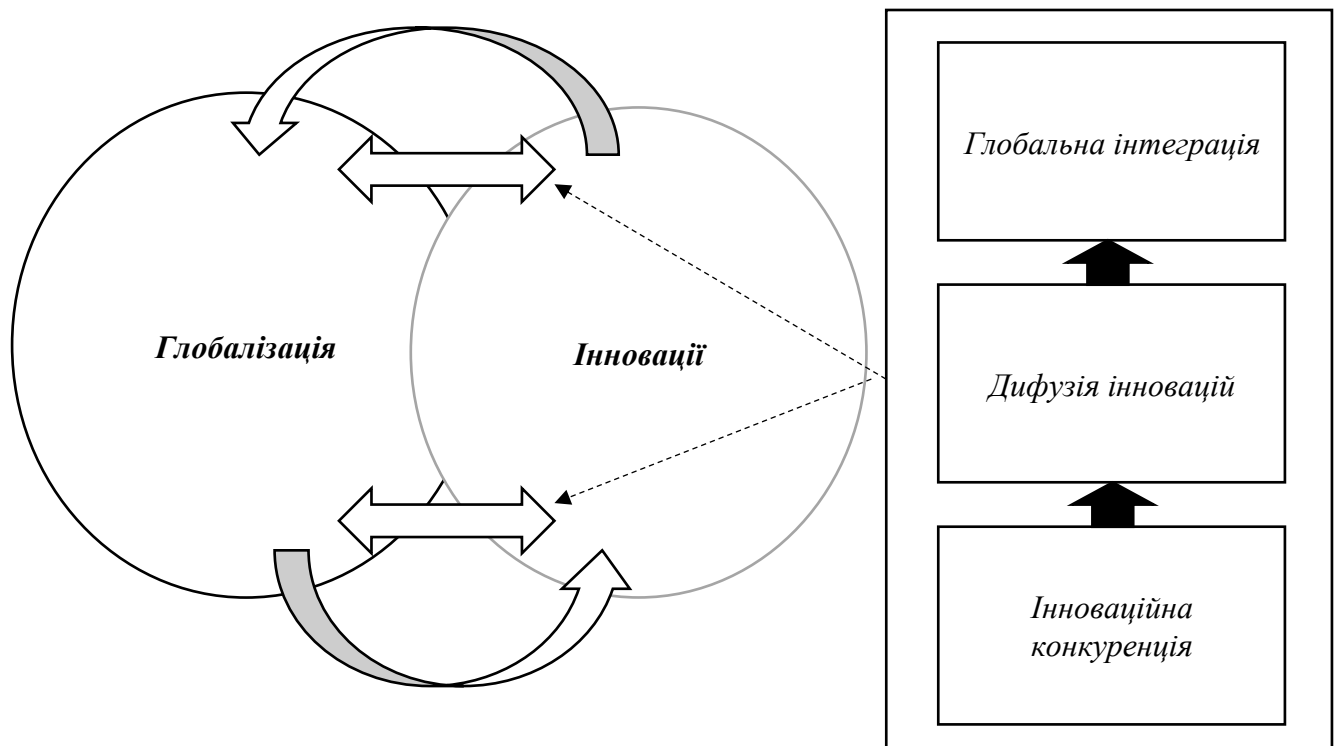 Глобалізація
Інновації
Глобальна інтеграція
Дифузія інновацій
Інноваційна
конкуренція